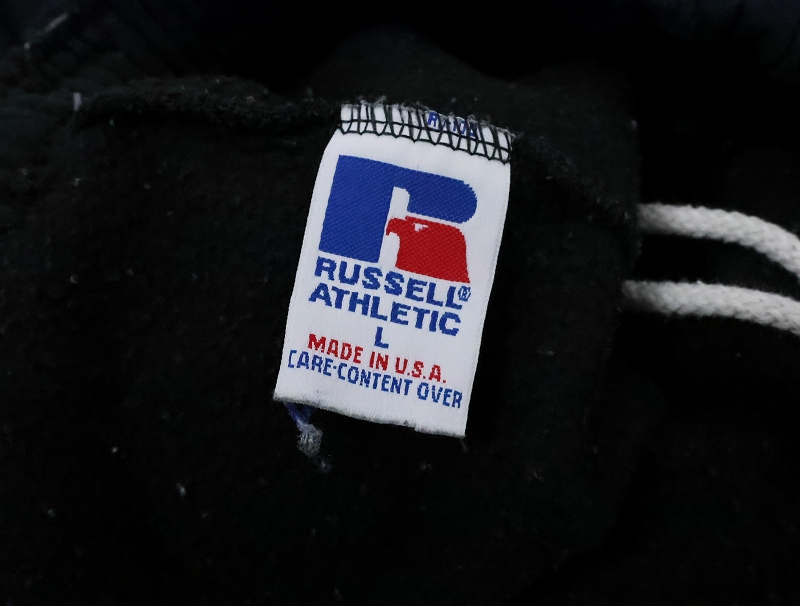 RUSSELL®
ATHLETIC
L
MADE IN U.S.A.
CARE-CONTENT OVER